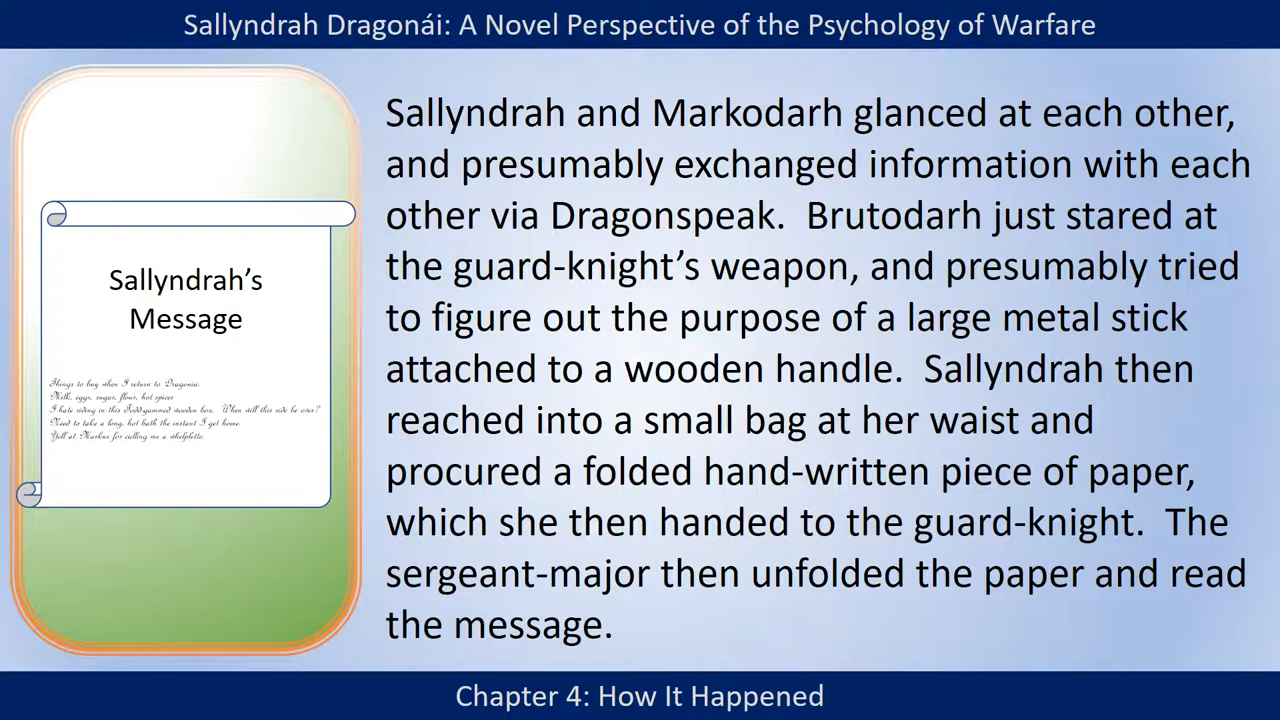 Sallyndrah Dragonái: A Novel Perspective of the Psychology of Warfare
Sallyndrah's
Message
Things to buy when I return to Dragonia:
Milk, eggs, sugar, flour, hot spices
I hate riding in this Godd-gammed wooden box. When will this ride be over?
Need to take a long, hot bath the instant I get home.
Yell at Markus for calling me a whelplette.
Sallyndrah and Markodarh glanced at each other,
and presumably exchanged information with each
other via Dragonspeak. Brutodarh just stared at
the guard-knight's weapon, and presumably tried
to figure out the purpose of a large metal stick
attached to a wooden handle. Sallyndrah then
reached into a small bag at her waist and
procured a folded hand-written piece of paper,
which she then handed to the guard-knight. The
sergeant-major then unfolded the paper and read
the message.
Chapter 4: How It Happened